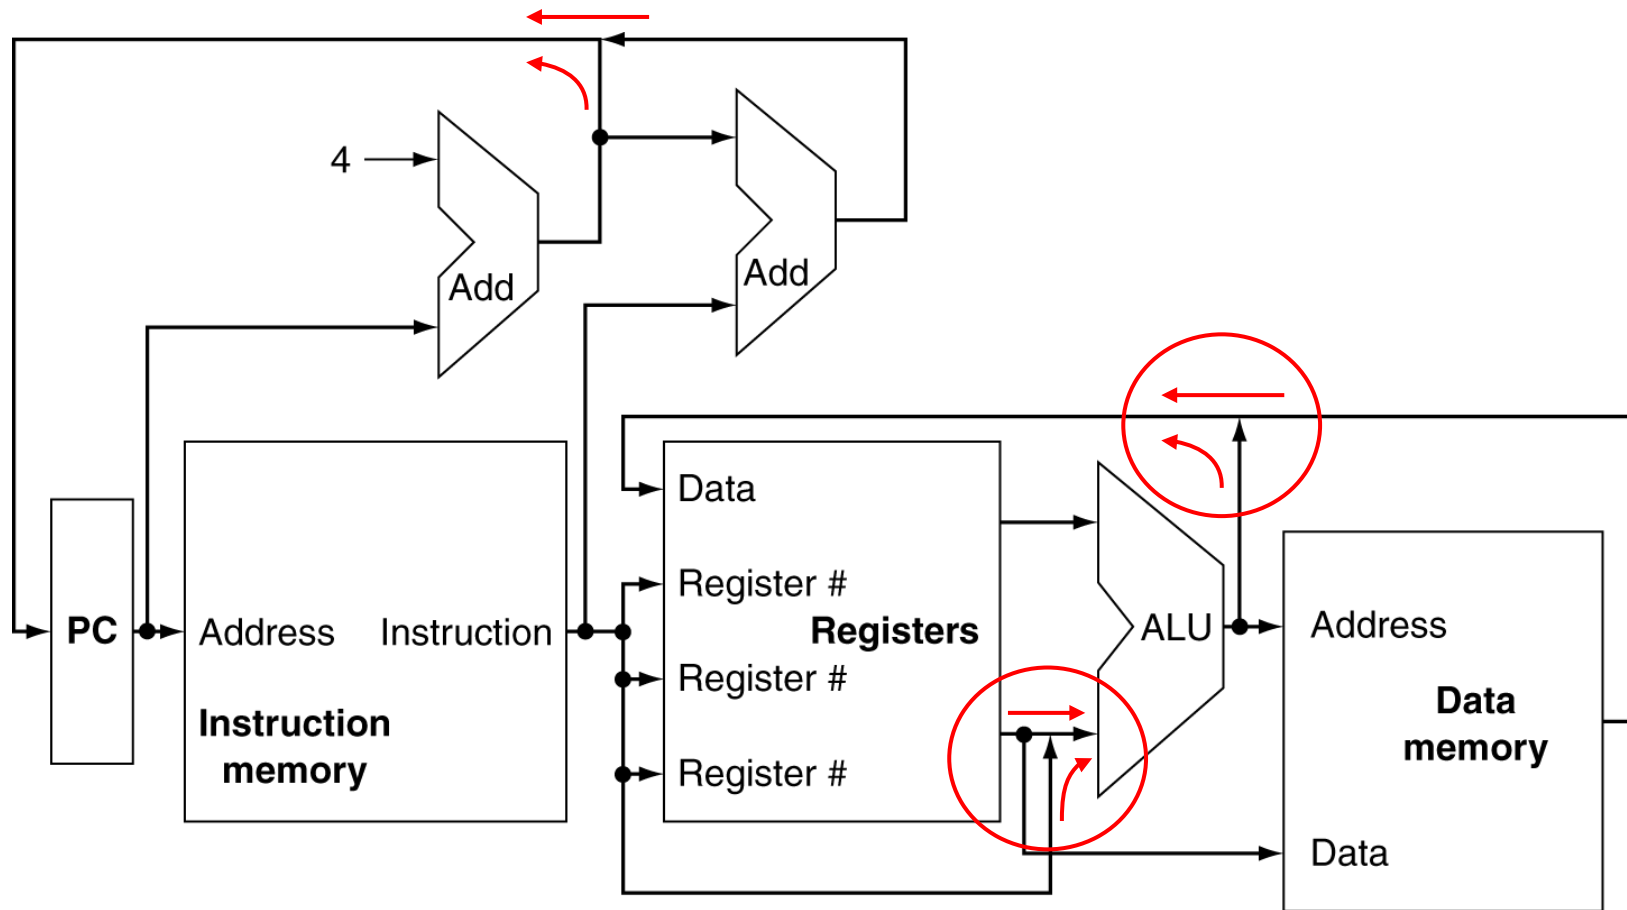 4
Add
Add
Data
Register #
Registers
Register #
Register #
PC
Address
Instruction
Instruction
memory
ALU
Address
Data
memory
Data